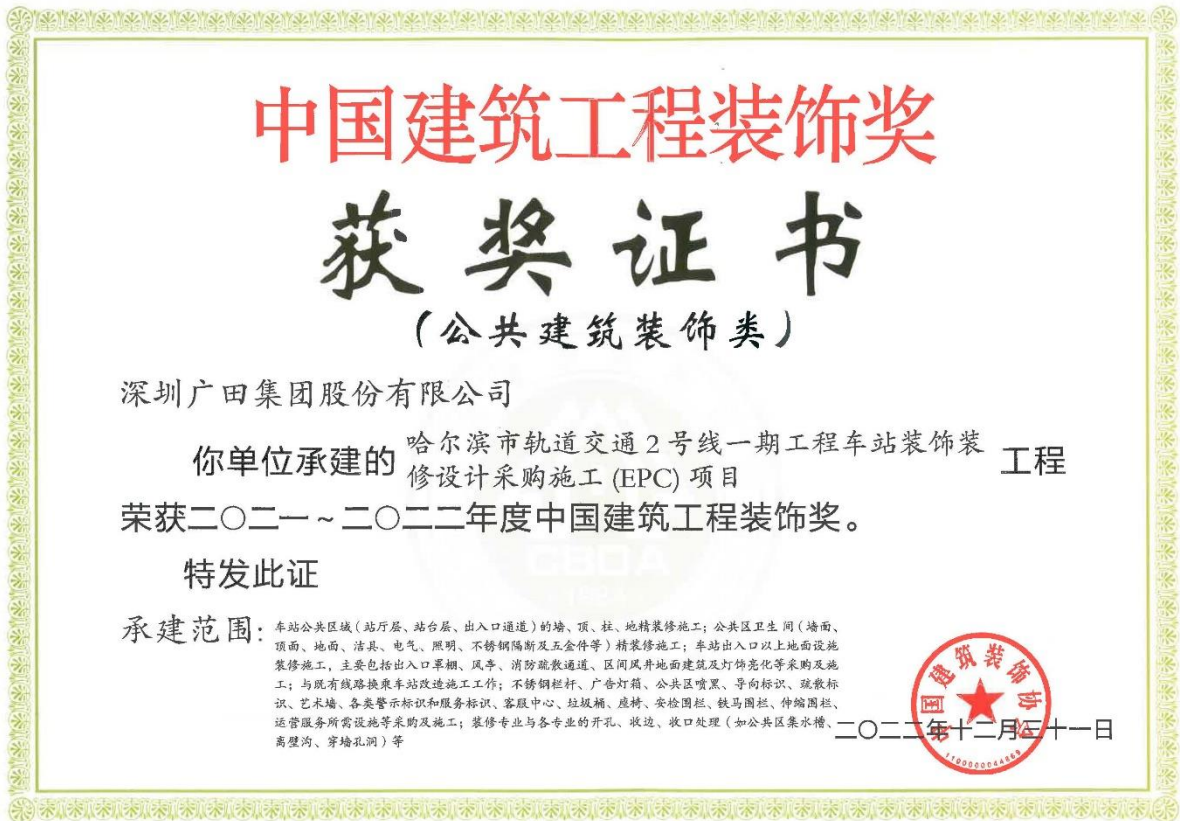 中国建筑工程装饰奖
获奖证书
(公共建筑装饰类)
深圳广田集团股份有限公司
你单位承建的 哈尔滨市轨道交通2号线一期工程车站装饰装
修设计采购施工(EPC)项目 工程
荣获二〇二一~二〇二二年度中国建筑工程装饰奖。
特发此证
承建范围:车站公共区域(站厅层、站台层、出入口通道)的墙、顶、柱、地精装修施工;公共区卫生间(墙面、
顶面、地面、洁具、电气、照明、不锈钢隔断及五金件等)精装修施工;车站出入口以上地面设施
装修施工,主要包括出入口罩棚、风亭、消防疏散通道、区间风井地面建筑及灯饰亮化等采购及施
工;与既有线路换乘车站改造施工工作;不锈钢栏杆、广告灯箱、公共区喷黑、导向标识、疏散标
识、艺术墙、各类警示标识和服务标识、客服中心、垃圾桶、座椅、安检围栏、铁马围栏、伸缩围栏、
运营服务所需设施等采购及施工;装修专业与各专业的开孔、收边、收口处理(如公共区集水槽、
离壁沟、穿墙孔洞)等
中国建筑装饰协会
二〇二二年十二月三十一日
CBDA